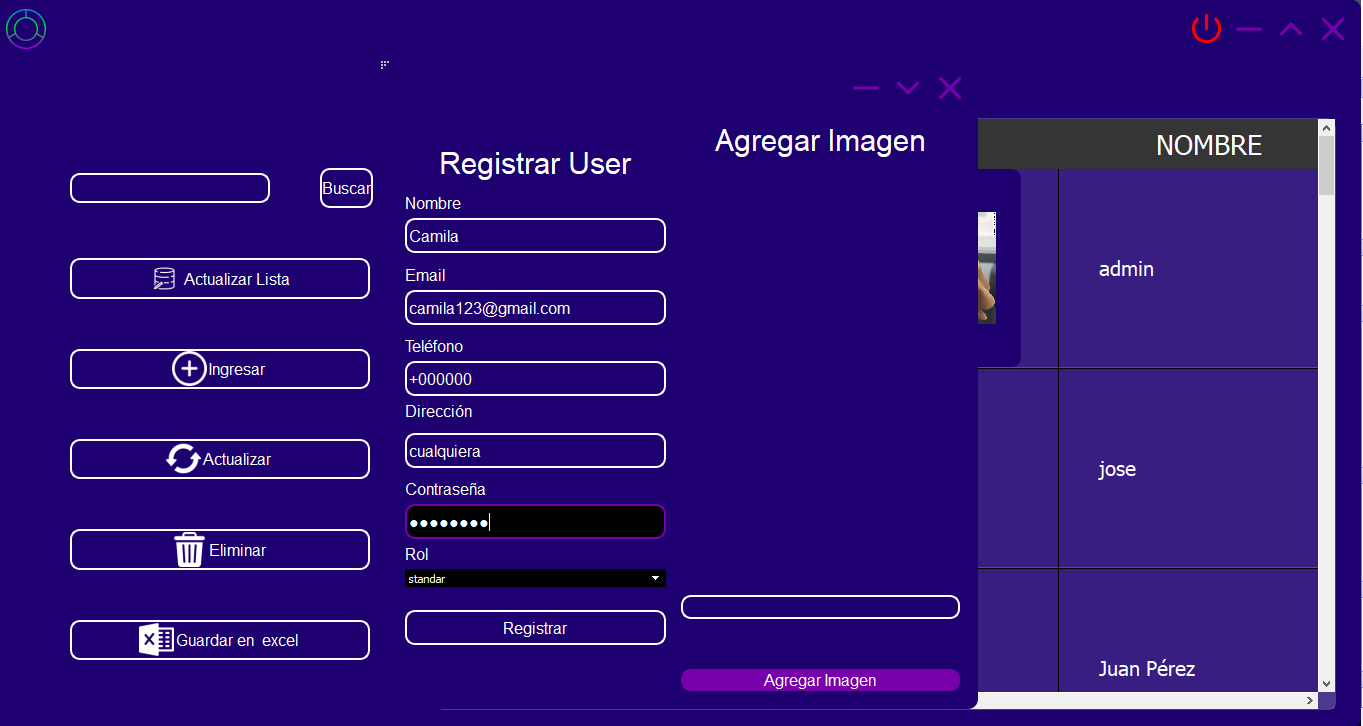 Buscar
Actualizar Lista
Ingresar
Actualizar
Eliminar
Guardar en excel
Registrar User
Nombre
Camila
Email
camila123@gmail.com
Teléfono
+000000
Dirección
cualquiera
Contraseña
●●●●●●●●
Rol
standar
Registrar
Agregar Imagen
Agregar Imagen
NOMBRE
admin
jose
Juan Pérez